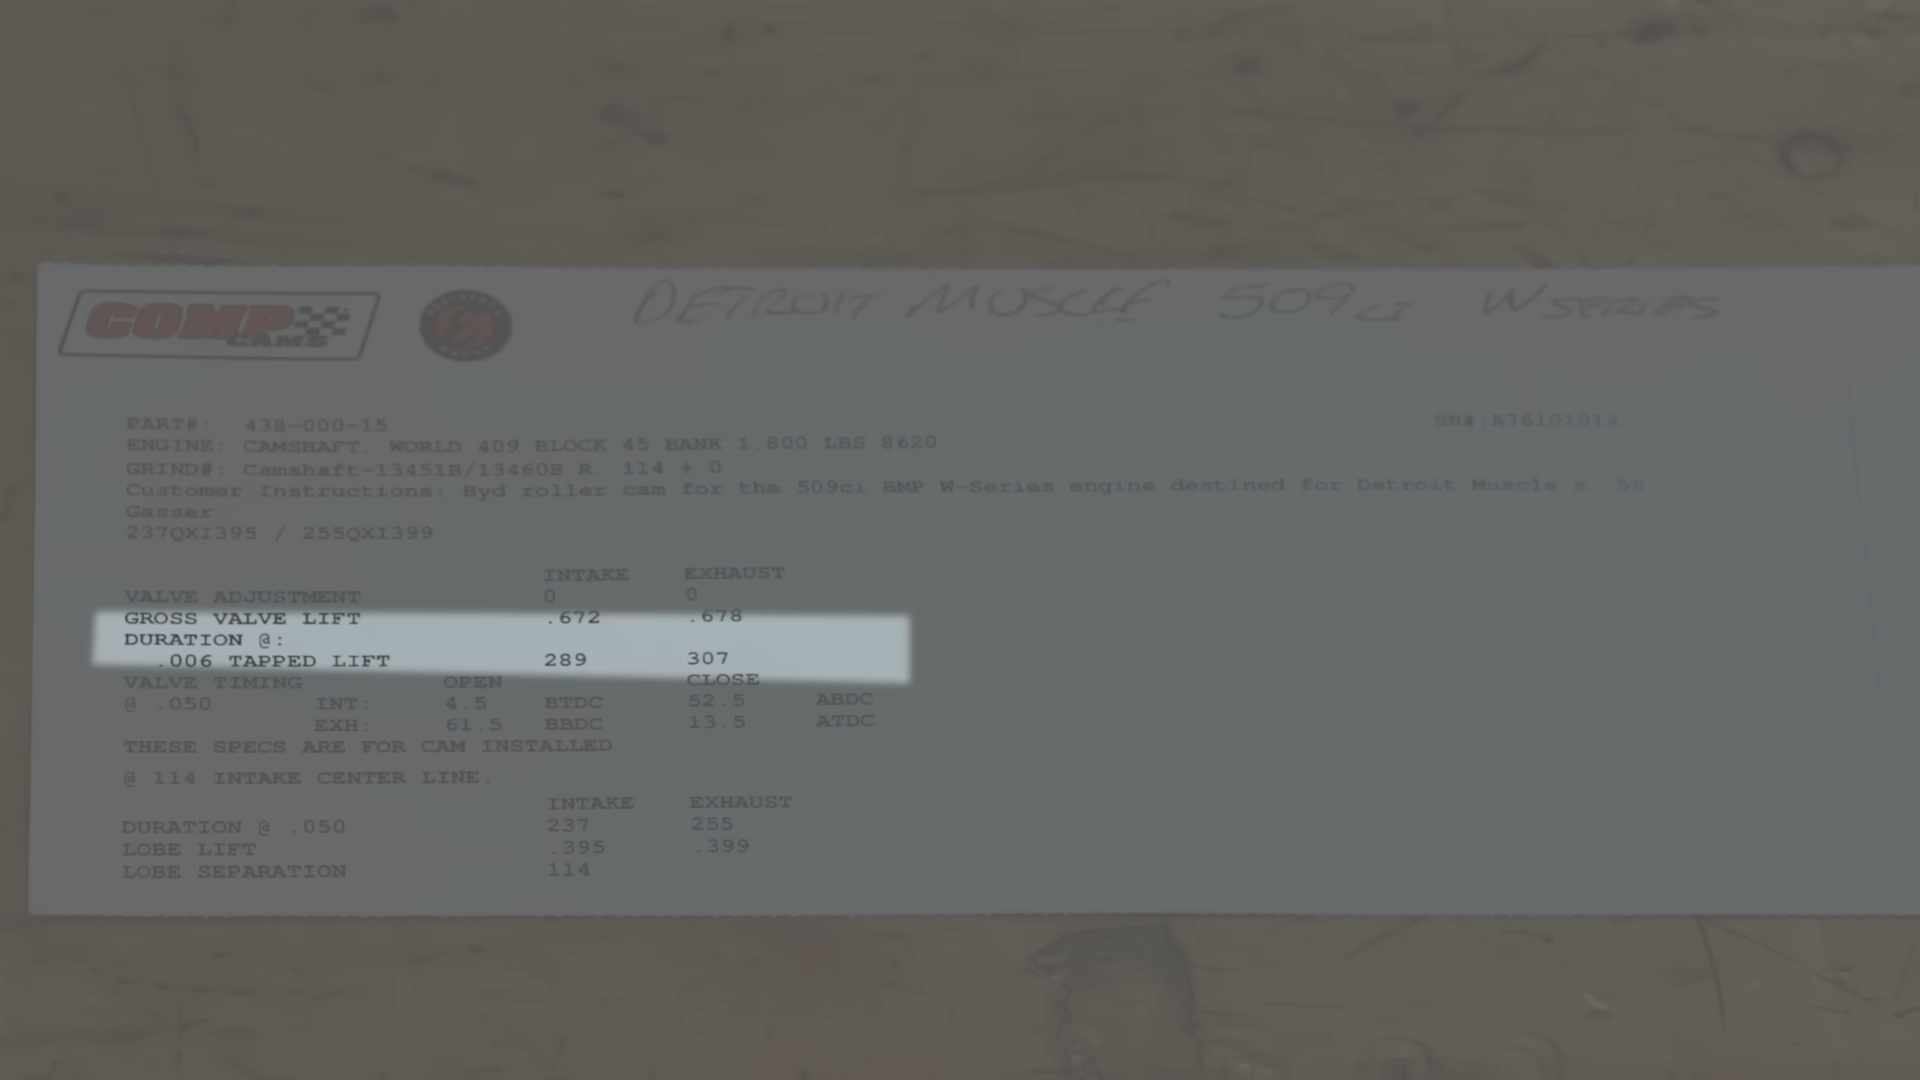 COMP CAMS
DETROIT MUSCLE 509 CI W SERIES
PART#: 438-000-15 SN#:A76101014
ENGINE: CAMSHAFT, WORLD 409 BLOCK 45 BANK 1.800 LBS 8620
GRIND#: Camshaft-13451B/13460B R 114 + 0
Customer Instructions: Hyd roller cam for the 509ci BMP W-Series engine destined for Detroit Muscle's 56
Gasser
237QXI395 / 255QXI399
INTAKE EXHAUST
VALVE ADJUSTMENT 0 0
GROSS VALVE LIFT .672 .678
DURATION @:
.006 TAPPED LIFT 289 307
VALVE TIMING OPEN CLOSE
@ .050 INT: 4.5 BTDC 52.5 ABDC
EXH: 61.5 BBDC 13.5 ATDC
THESE SPECS ARE FOR CAM INSTALLED
@ 114 INTAKE CENTER LINE.
INTAKE EXHAUST
DURATION @ .050 237 255
LOBE LIFT .395 .399
LOBE SEPARATION 114